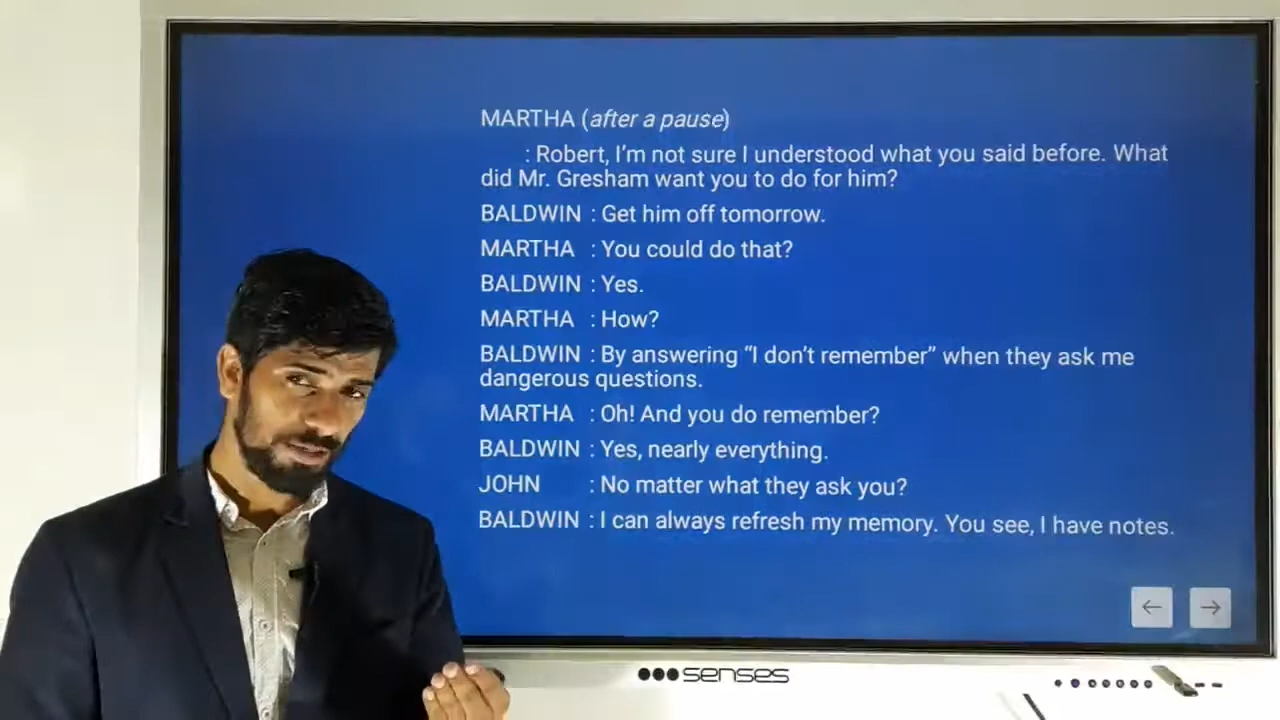 MARTHA (after a pause)
: Robert, I'm not sure I understood what you said before. What
did Mr. Gresham want you to do for him?
BALDWIN : Get him off tomorrow.
MARTHA : You could do that?
BALDWIN : Yes.
MARTHA : How?
BALDWIN : By answering “I don't remember” when they ask me
dangerous questions.
MARTHA : Oh! And you do remember?
BALDWIN : Yes, nearly everything.
JOHN : No matter what they ask you?
BALDWIN : I can always refresh my memory. You see, I have notes.
senses